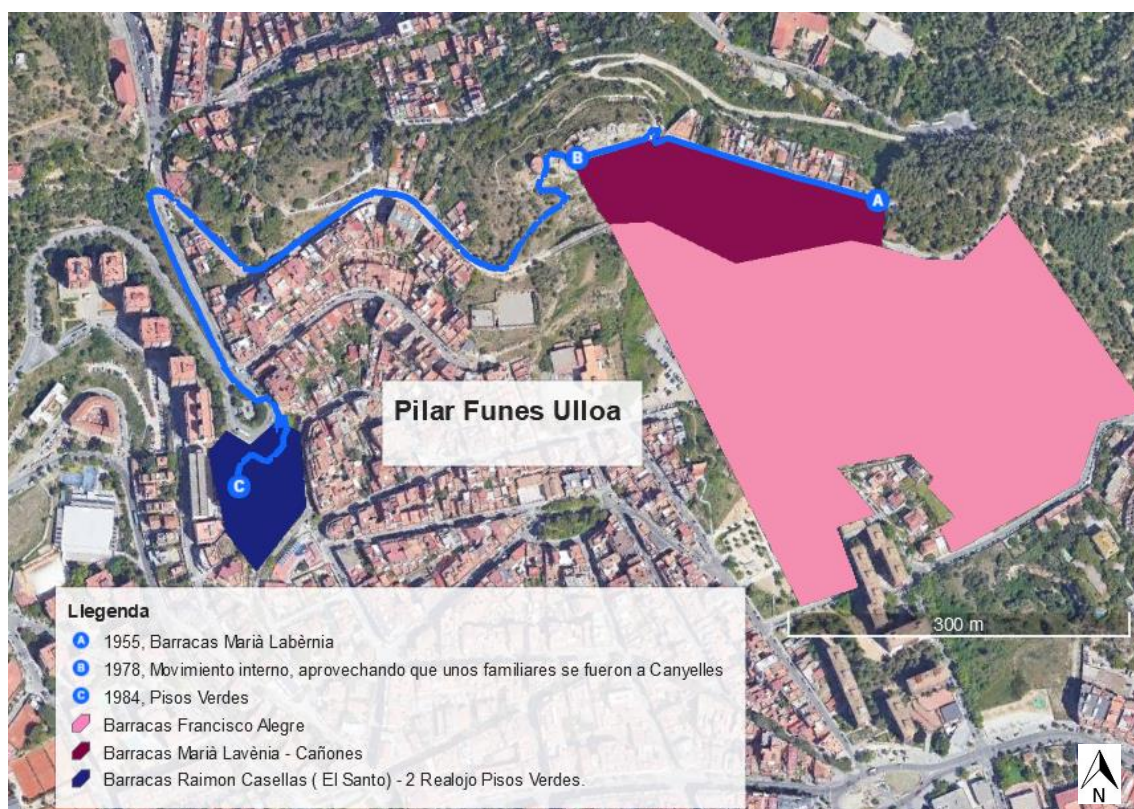 B
A
Pilar Funes Ulloa
C
Llegenda
A 1955, Barracas Marià Labèrnia
B 1978, Movimiento interno, aprovechando que unos familiares se fueron a Canyelles
C 1984, Pisos Verdes
Barracas Francisco Alegre
Barracas Marià Lavènia - Cañones
Barracas Raimon Casellas ( El Santo) - 2 Realojo Pisos Verdes.
300 m
N